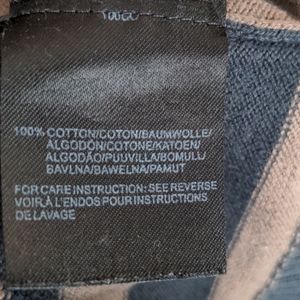 100% COTTON/COTON/BAUMWOLLE/
ALGODÓN/COTONE/KATOEN/
ALGODÃO/PUUVILLA/BOMULL/
BAVLNA/BAWELNA/PAMUT
FOR CARE INSTRUCTION: SEE REVERSE
VOIR À L'ENDOS POUR INSTRUCTIONS
DE LAVAGE